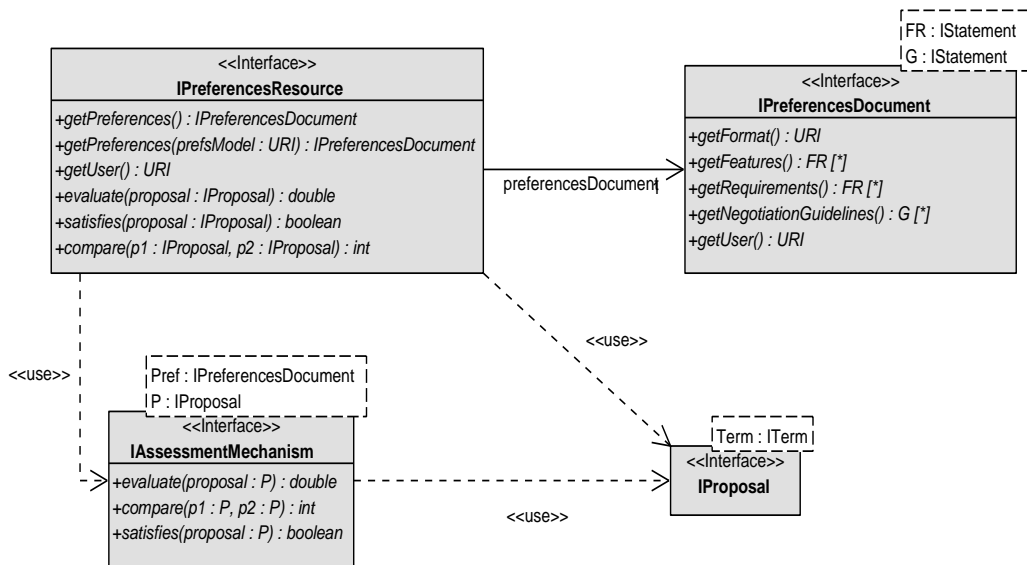 FR : IStatement
G : IStatement
<<Interface>>
IPreferencesResource
+getPreferences() : IPreferencesDocument
+getPreferences(prefsModel : URI) : IPreferencesDocument
+getUser() : URI
+evaluate(proposal : IProposal) : double
+satisfies(proposal : IProposal) : boolean
+compare(p1 : IProposal, p2 : IProposal) : int
preferencesDocument
<<Interface>>
IPreferencesDocument
+getFormat() : URI
+getFeatures() : FR [*]
+getRequirements() : FR [*]
+getNegotiationGuidelines() : G [*]
+getUser() : URI
<<use>>
<<use>>
Pref : IPreferencesDocument
P : IProposal
<<Interface>>
IAssessmentMechanism
+evaluate(proposal : P) : double
+compare(p1 : P, p2 : P) : int
+satisfies(proposal : P) : boolean
<<use>>
Term : ITerm
<<Interface>>
IProposal